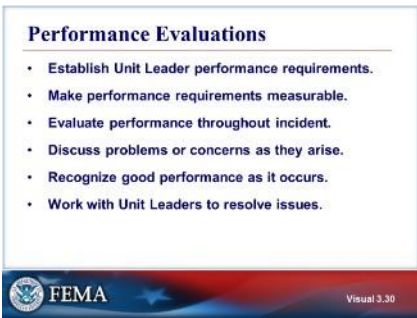 Performance Evaluations
• Establish Unit Leader performance requirements.
• Make performance requirements measurable.
• Evaluate performance throughout incident.
• Discuss problems or concerns as they arise.
• Recognize good performance as it occurs.
• Work with Unit Leaders to resolve issues.
FEMA
Visual 3.30